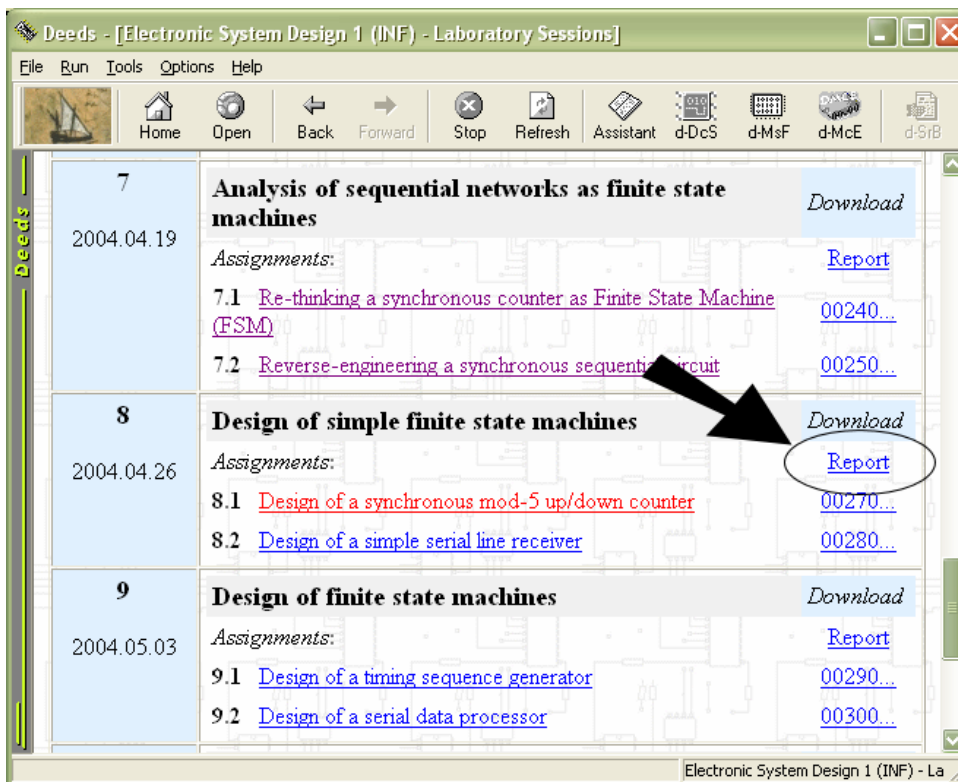 Deeds - [Electronic System Design 1 (INF) - Laboratory Sessions]
File Run Tools Options Help
Home Open Back Forward Stop Refresh Assistant d-DcS d-MsF d-McE d-SrB
Deeds
7
2004.04.19
Analysis of sequential networks as finite state
machines
Download
Assignments: Report
7.1 Re-thinking a synchronous counter as Finite State Machine
(FSM)
00240...
7.2 Reverse-engineering a synchronous sequential circuit 00250...
8
2004.04.26
Design of simple finite state machines Download
Assignments: Report
8.1 Design of a synchronous mod-5 up/down counter 00270...
8.2 Design of a simple serial line receiver 00280...
9
2004.05.03
Design of finite state machines Download
Assignments: Report
9.1 Design of a timing sequence generator 00290...
9.2 Design of a serial data processor 00300...
Electronic System Design 1 (INF) - La